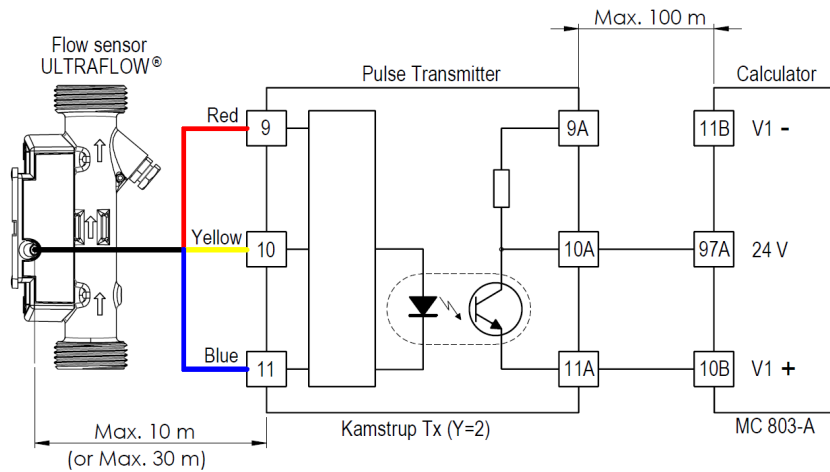 Max. 100 m
Flow sensor
ULTRAFLOW®
Pulse Transmitter
Calculator
Red
9
9A
11B
V1 -
Yellow
10
10A
97A
24 V
Blue
11
11A
10B
V1 +
Max. 10 m
(or Max. 30 m)
Kamstrup Tx (Y=2)
MC 803-A